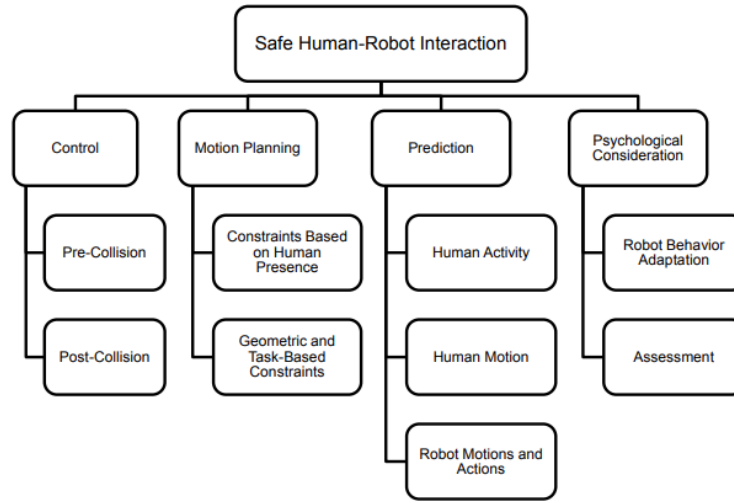 Safe Human-Robot Interaction
Control
Motion Planning
Prediction
Psychological
Consideration
Pre-Collision
Constraints Based
on Human
Presence
Human Activity
Robot Behavior
Adaptation
Post-Collision
Geometric and
Task-Based
Constraints
Human Motion
Assessment
Robot Motions and
Actions